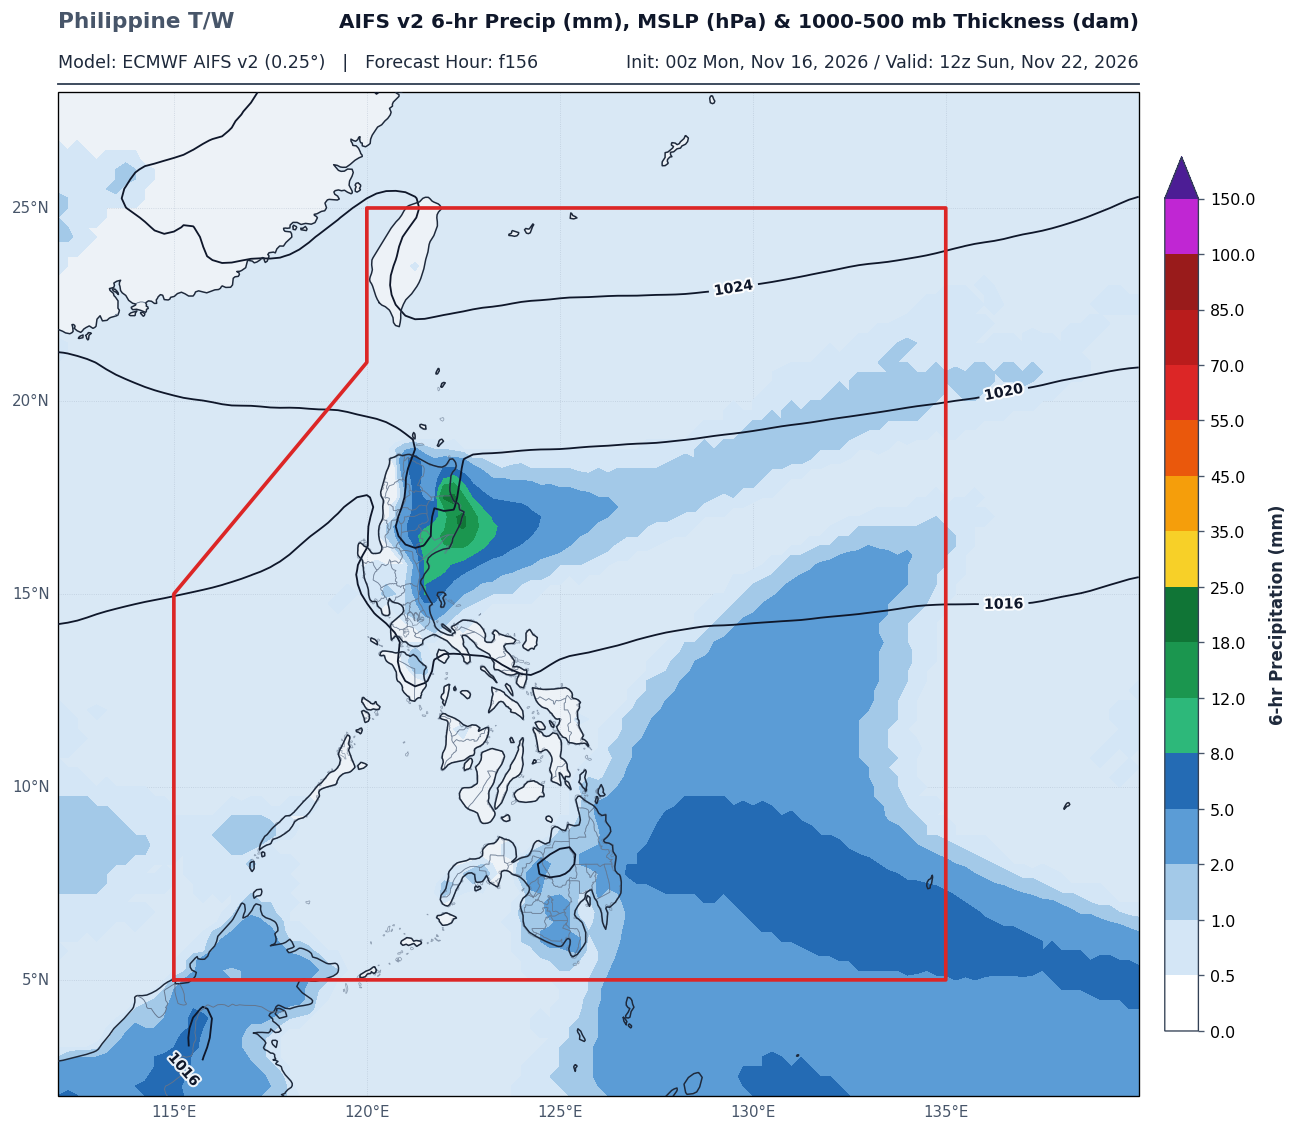 Philippine T/W
AIFS v2 6-hr Precip (mm), MSLP (hPa) & 1000-500 mb Thickness (dam)
Model: ECMWF AIFS v2 (0.25°) | Forecast Hour: f156
Init: 00z Mon, Nov 16, 2026 / Valid: 12z Sun, Nov 22, 2026
25°N
20°N
15°N
10°N
5°N
1024
1020
1016
1016
115°E
120°E
125°E
130°E
135°E
150.0
100.0
85.0
70.0
55.0
45.0
35.0
25.0
18.0
12.0
8.0
5.0
2.0
1.0
0.5
0.0
6-hr Precipitation (mm)